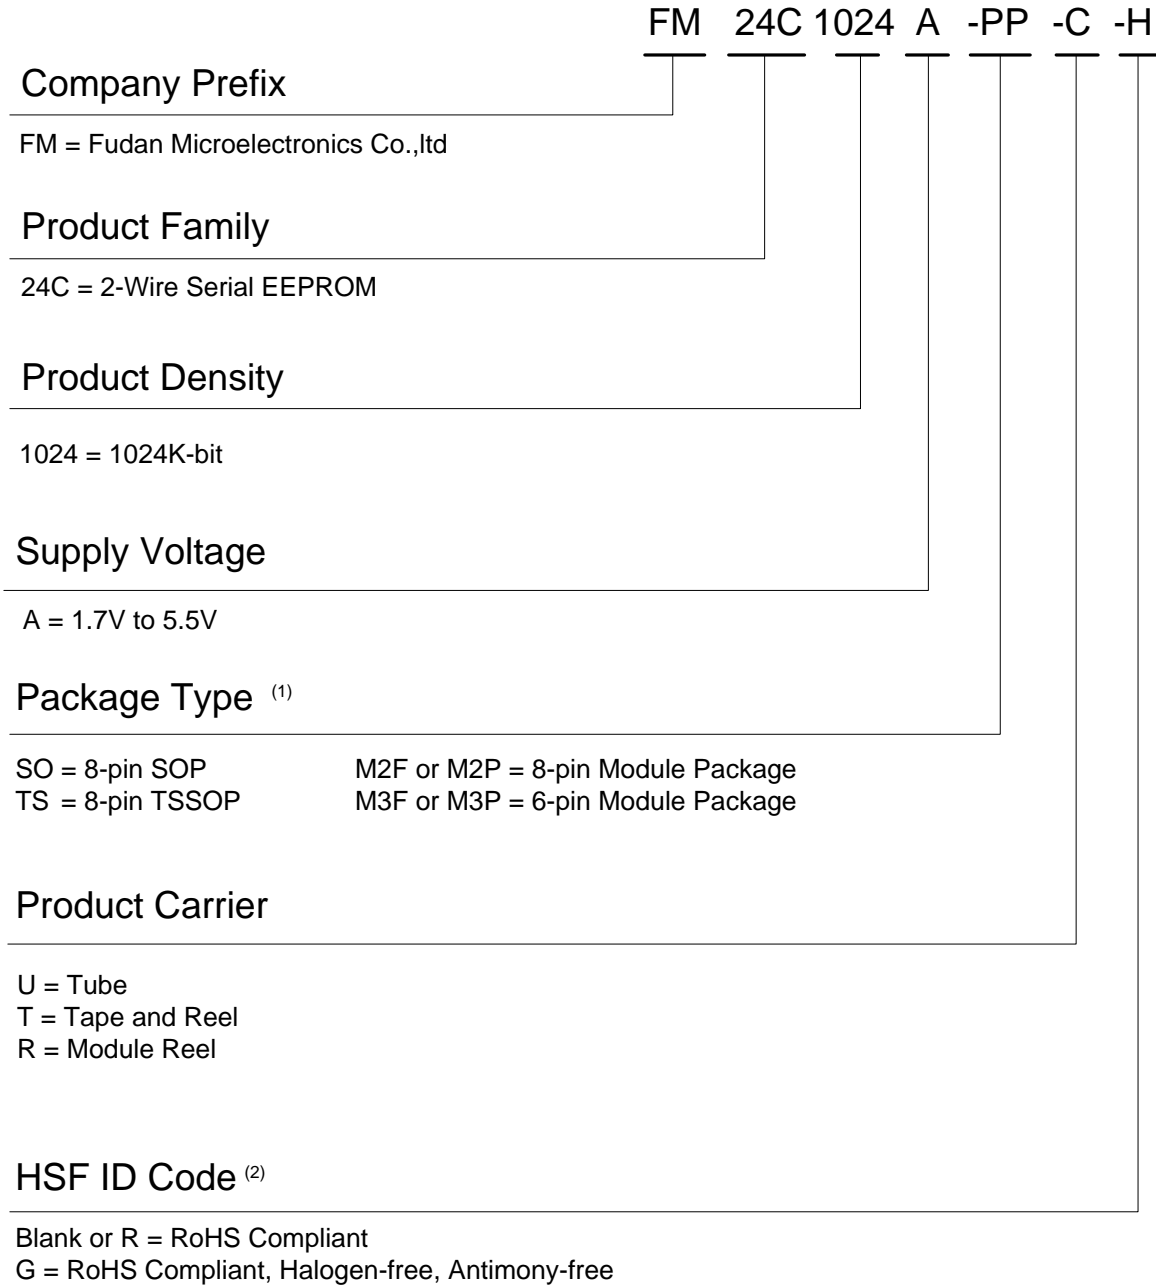 FM 24C 1024 A -PP -C -H
Company Prefix
FM = Fudan Microelectronics Co.,ltd
Product Family
24C = 2-Wire Serial EEPROM
Product Density
1024 = 1024K-bit
Supply Voltage
A = 1.7V to 5.5V
Package Type (1)
SO = 8-pin SOP M2F or M2P = 8-pin Module Package
TS = 8-pin TSSOP M3F or M3P = 6-pin Module Package
Product Carrier
U = Tube
T = Tape and Reel
R = Module Reel
HSF ID Code (2)
Blank or R = RoHS Compliant
G = RoHS Compliant, Halogen-free, Antimony-free